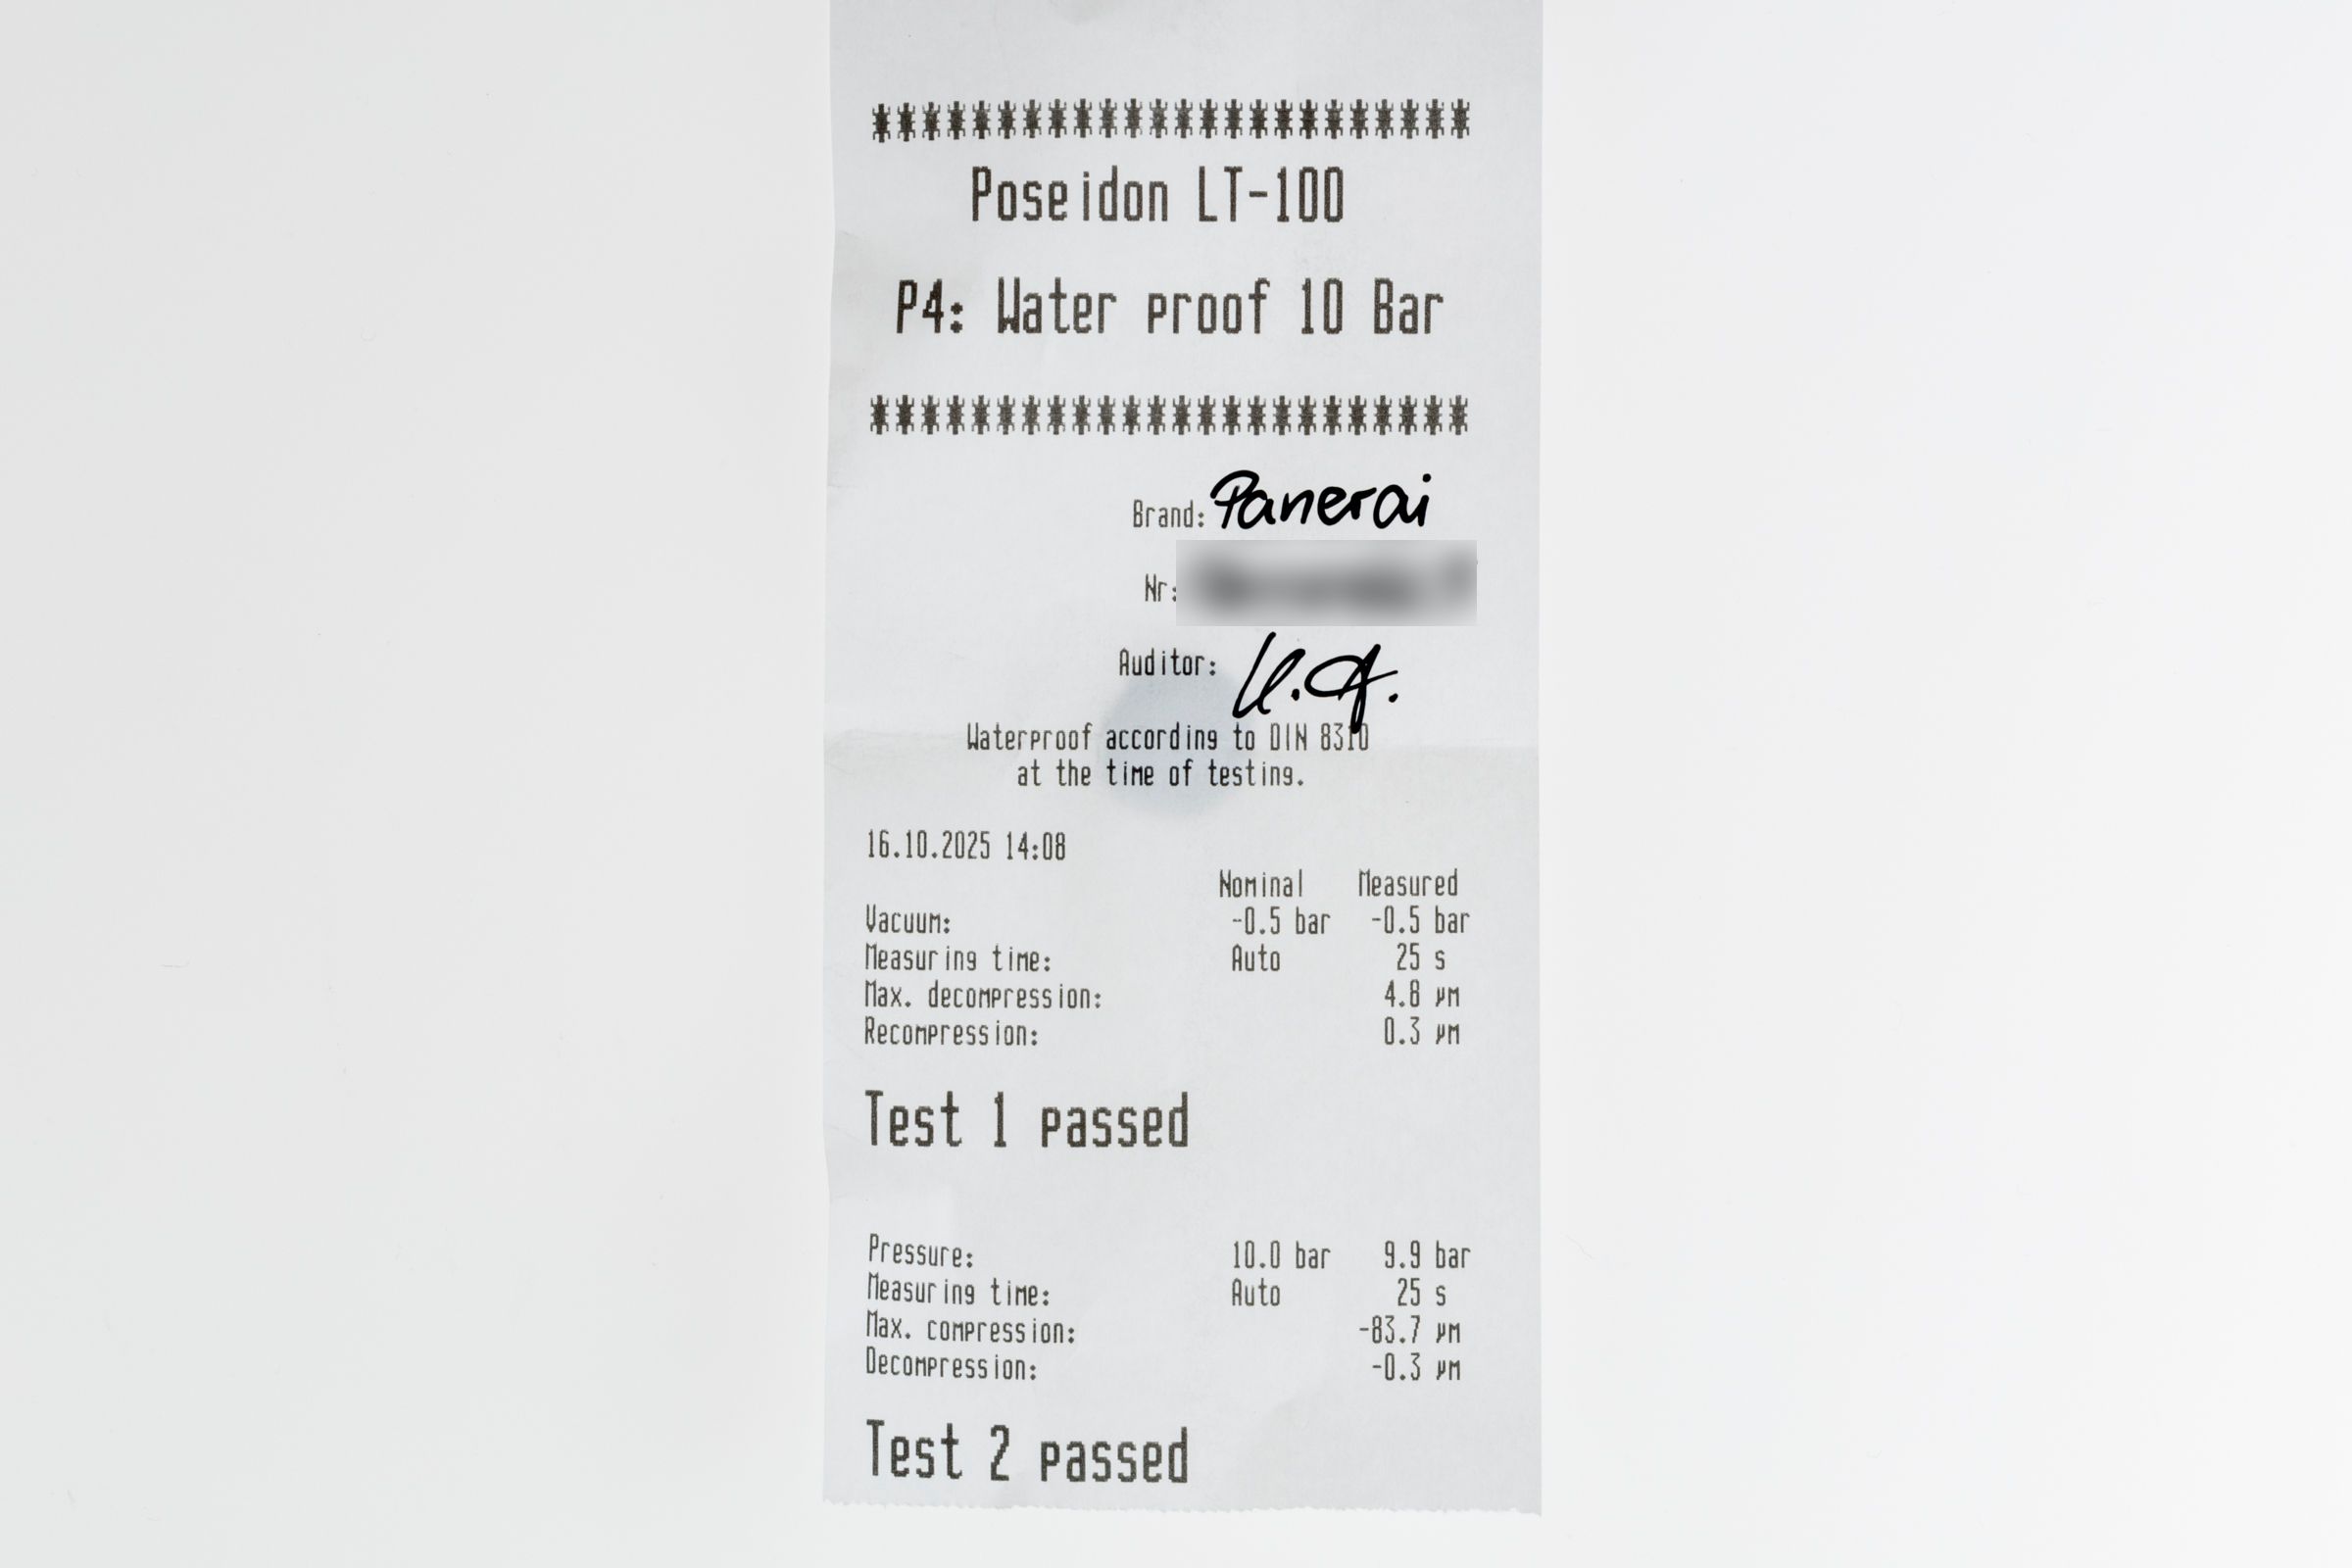 ************************
Poseidon LT-100
P4: Water proof 10 Bar
************************
Brand: Panerai
Nr:
Auditor:
Waterproof according to DIN 8310
at the time of testing.
16.10.2025 14:08
Nominal Measured
Vacuum: -0.5 bar -0.5 bar
Measuring time: Auto 25 s
Max. decompression: 4.8 µm
Recompression: 0.3 µm
Test 1 passed
Pressure: 10.0 bar 9.9 bar
Measuring time: Auto 25 s
Max. compression: -83.7 µm
Decompression: -0.3 µm
Test 2 passed